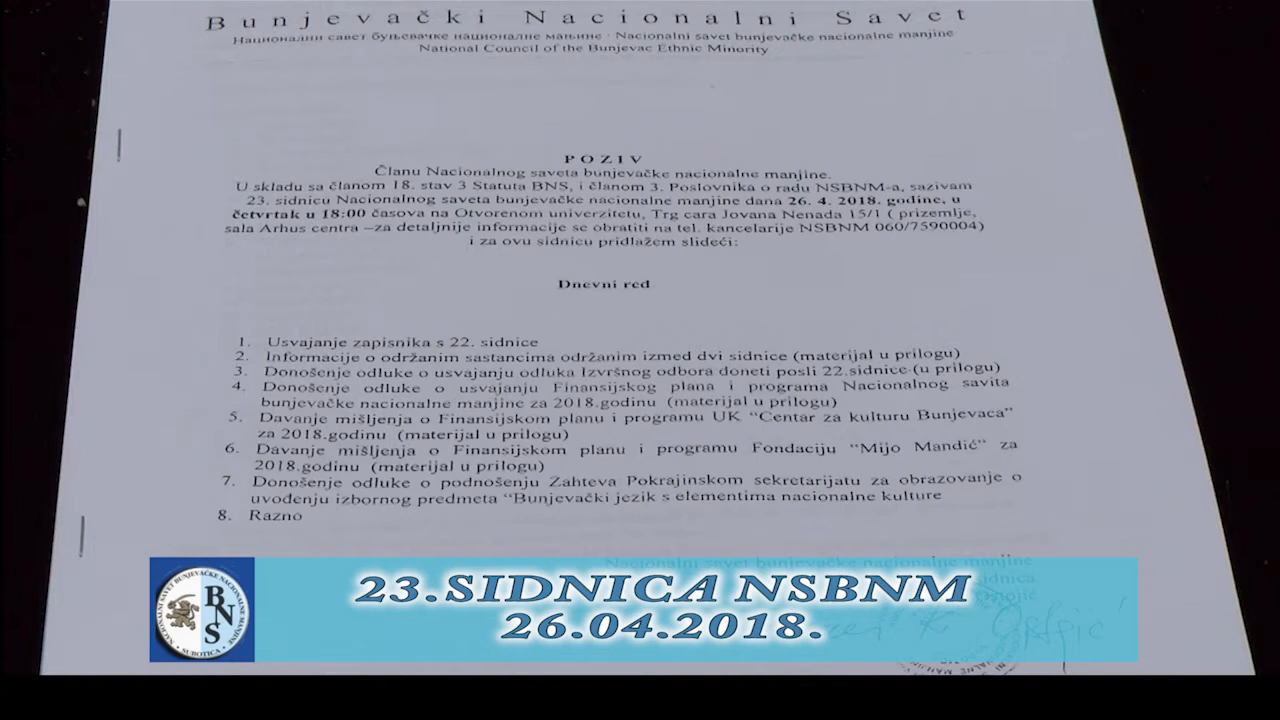 Bunjevački Nacionalni Savet
Национални савет буњевачке националне мањине · Nacionalni savet bunjevačke nacionalne manjine
National Council of the Bunjevac Ethnic Minority
POZIV
Članu Nacionalnog saveta bunjevačke nacionalne manjine.
U skladu sa članom 18. stav 3 Statuta BNS, i članom 3. Poslovnika o radu NSBNM-a, sazivam
23. sidnicu Nacionalnog saveta bunjevačke nacionalne manjine dana 26. 4. 2018. godine, u
četvrtak u 18:00 časova na Otvorenom univerzitetu, Trg cara Jovana Nenada 15/1 ( prizemlje,
sala Arhus centra –za detaljnije informacije se obratiti na tel. kancelarije NSBNM 060/7590004)
i za ovu sidnicu pridlažem slideći:
Dnevni red
1. Usvajanje zapisnika s 22. sidnice
2. Informacije o održanim sastancima održanim izmed dvi sidnice (materijal u prilogu)
3. Donošenje odluke o usvajanju odluka Izvršnog odbora doneti posli 22.sidnice (u prilogu)
4. Donošenje odluke o usvajanju Finansijskog plana i programa Nacionalnog savita
bunjevačke nacionalne manjine za 2018.godinu (materijal u prilogu)
5. Davanje mišljenja o Finansijskom planu i programu UK “Centar za kulturu Bunjevaca”
za 2018.godinu (materijal u prilogu)
6. Davanje mišljenja o Finansijskom planu i programu Fondaciju “Mijo Mandić“ za
2018.godinu (materijal u prilogu)
7. Donošenje odluke o podnošenju Zahteva Pokrajinskom sekretarijatu za obrazovanje o
uvođenju izbornog predmeta “Bunjevački jezik s elementima nacionalne kulture
8. Razno
Nacionalni savet bunjevačke nacionalne manjine
NACIONALNI SAVET BUNJEVAČKE NACIONALNE MANJINE
BNS
· SUBOTICA ·
23.SIDNICA NSBNM
26.04.2018.